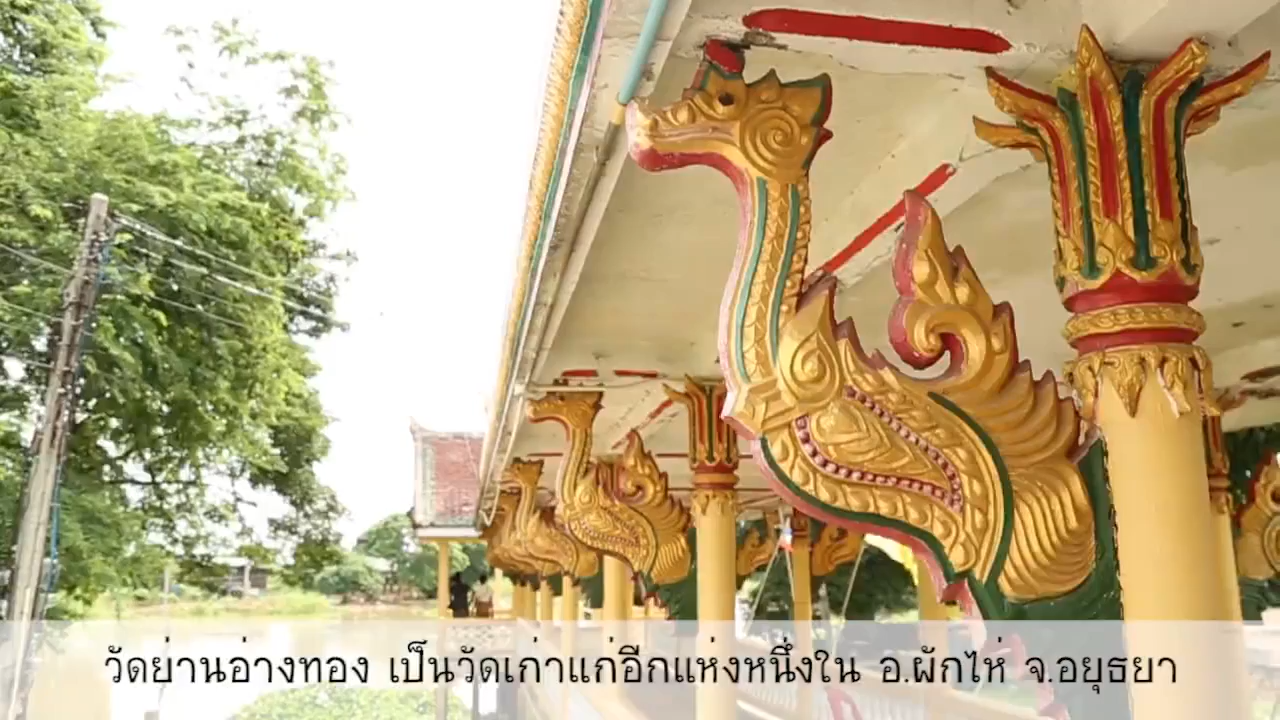 วัดย่านอ่างทอง เป็นวัดเก่าแก่อีกแห่งหนึ่งใน อ.ผักไห่ จ.อยุธยา